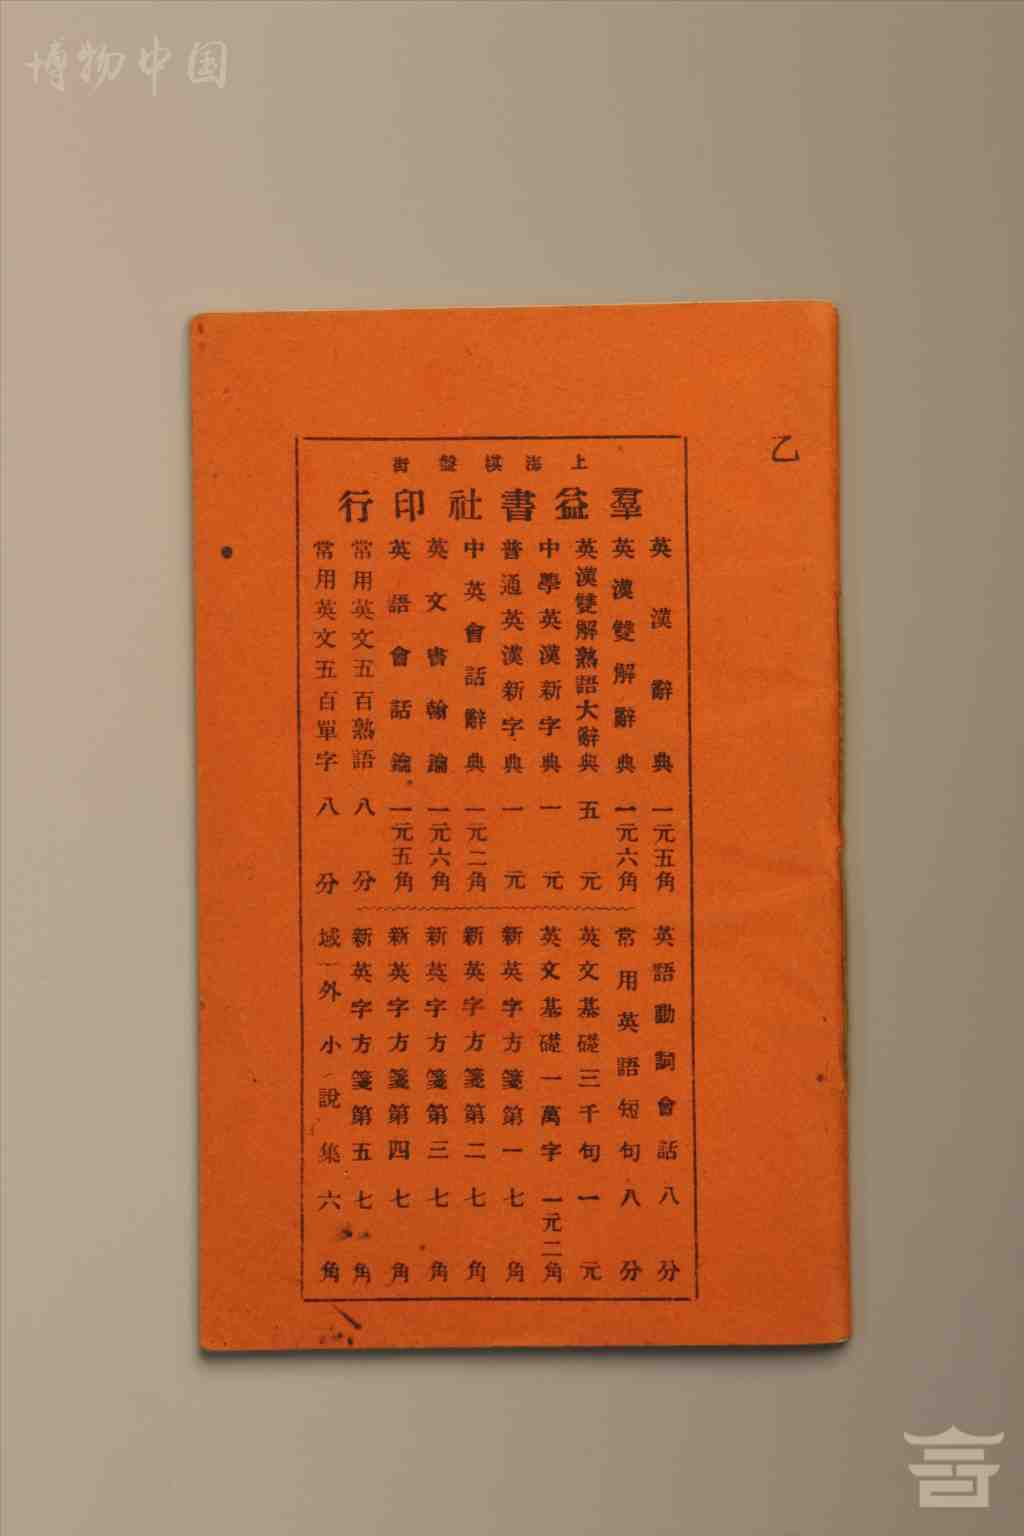 博物中国
乙
上海棋盤街
羣益書社印行
英漢辭典 一元五角
英漢雙解辭典 一元六角
英漢雙解熟語大辭典 五元
中學英漢新字典 一元
普通英漢新字典 一元
中英會話辭典 一元二角
英文書翰論 一元六角
英語會話論 一元五角
常用英文五百熟語 八分
常用英文五百單字 八分
英語動詞會話 八分
常用英語短句 八分
英文基礎三千句 一元
英文基礎一萬字 一元二角
新英字方箋第一 七角
新英字方箋第二 七角
新英字方箋第三 七角
新英字方箋第四 七角
新英字方箋第五 七角
域外小說集 六角